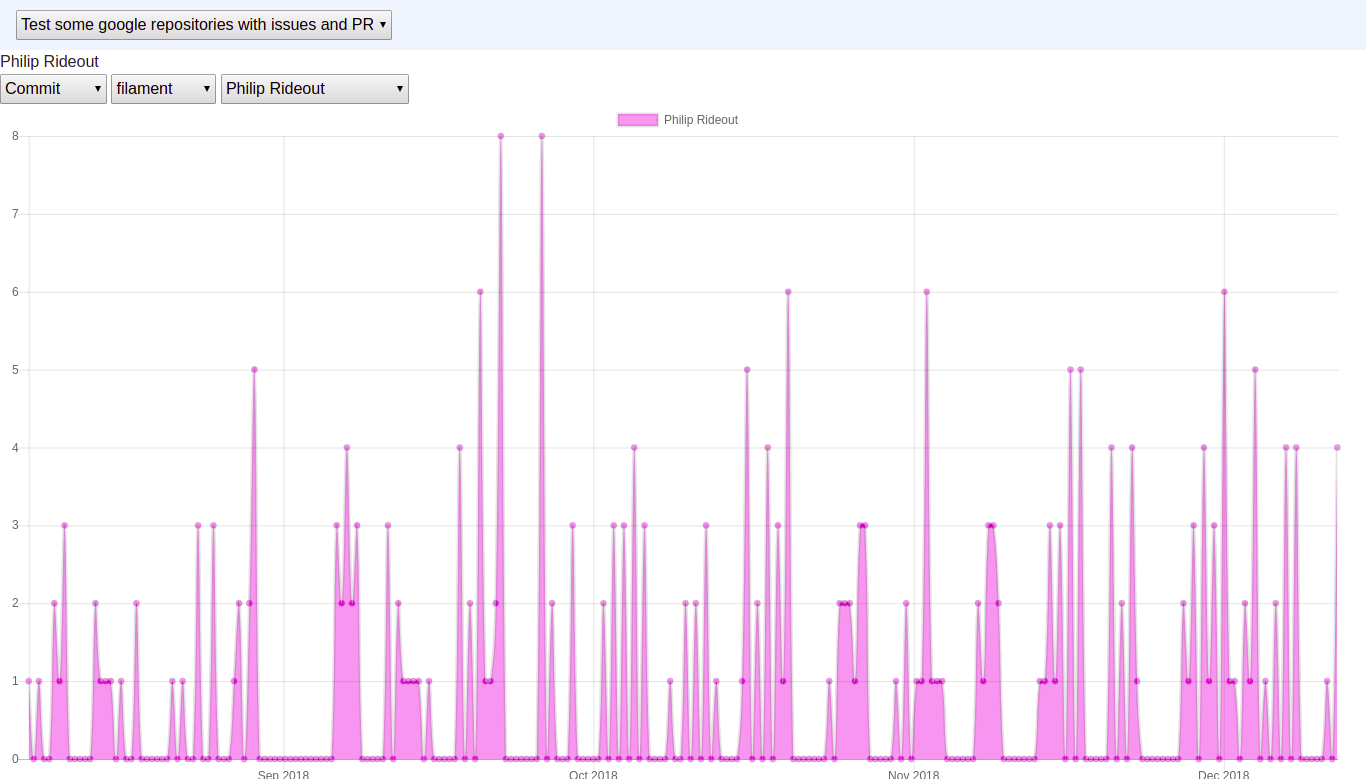 Test some google repositories with issues and PR
Philip Rideout
Commit filament Philip Rideout
Philip Rideout
8
7
6
5
4
3
2
1
0
Sep 2018 Oct 2018 Nov 2018 Dec 2018